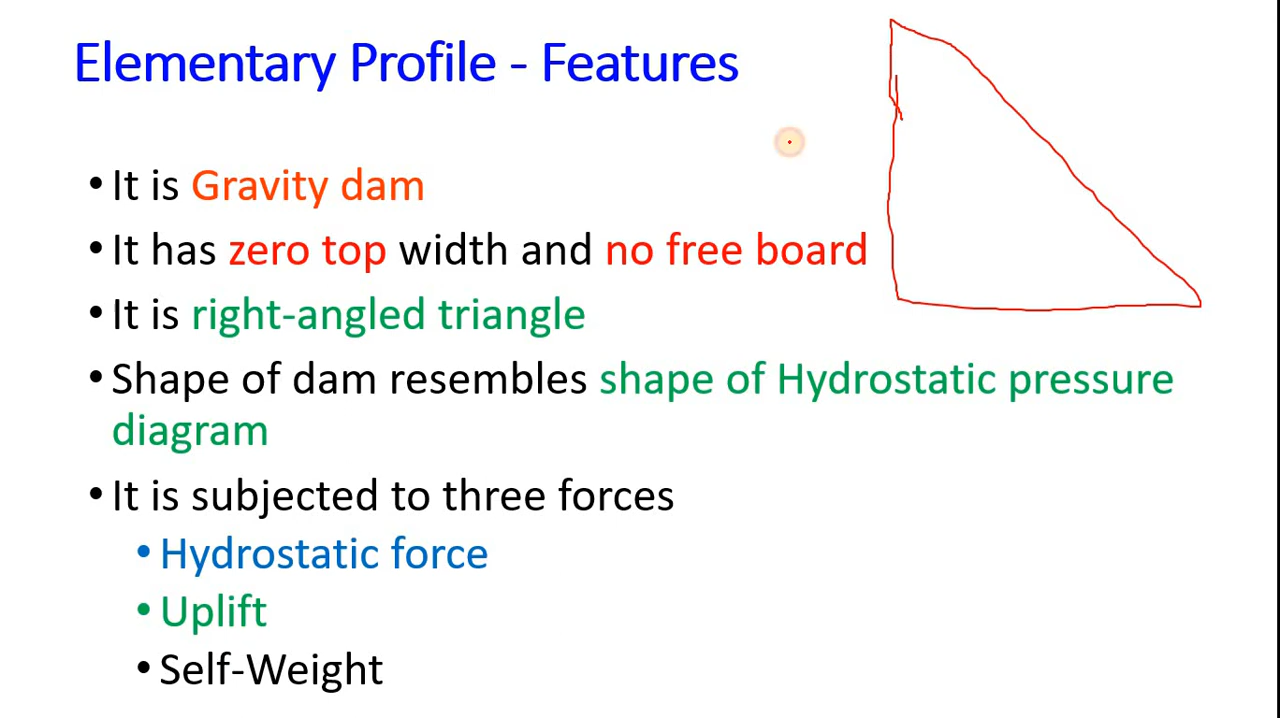 Elementary Profile - Features
• It is Gravity dam
• It has zero top width and no free board
• It is right-angled triangle
• Shape of dam resembles shape of Hydrostatic pressure
diagram
• It is subjected to three forces
• Hydrostatic force
• Uplift
• Self-Weight